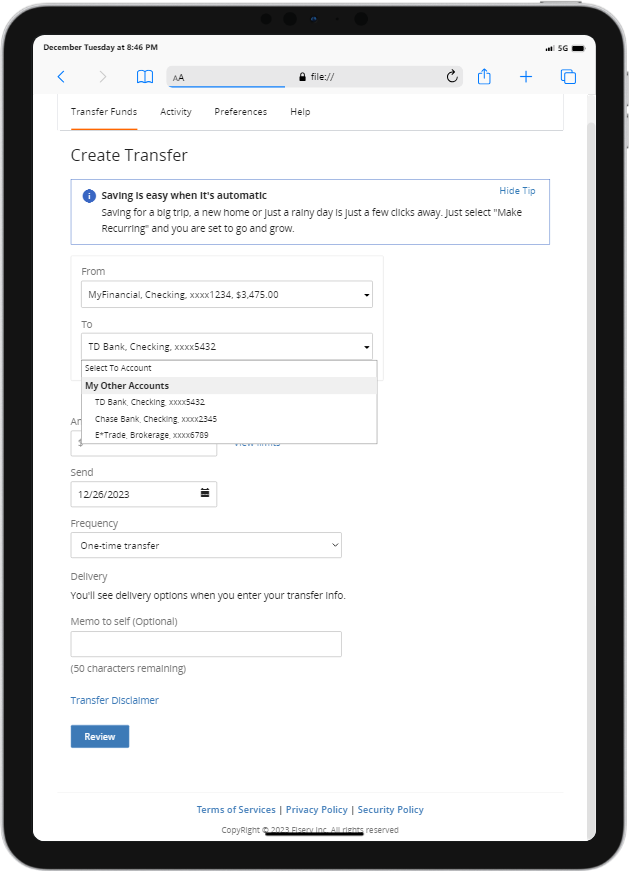 December Tuesday at 8:46 PM
5G
AA
file://
Transfer Funds Activity Preferences Help
Create Transfer
Saving is easy when it's automatic
Hide Tip
Saving for a big trip, a new home or just a rainy day is just a few clicks away. Just select "Make
Recurring" and you are set to go and grow.
From
MyFinancial, Checking, xxxx1234, $3,475.00
To
TD Bank, Checking, xxxx5432
Select To Account
My Other Accounts
TD Bank, Checking, xxxx5432
Chase Bank, Checking, xxxx2345
E*Trade, Brokerage, xxxx6789
$
Send
12/26/2023
Frequency
One-time transfer
Delivery
You'll see delivery options when you enter your transfer info.
Memo to self (Optional)
(50 characters remaining)
Transfer Disclaimer
Review
Terms of Services | Privacy Policy | Security Policy
CopyRight © 2023 Fiserv Inc. All rights reserved